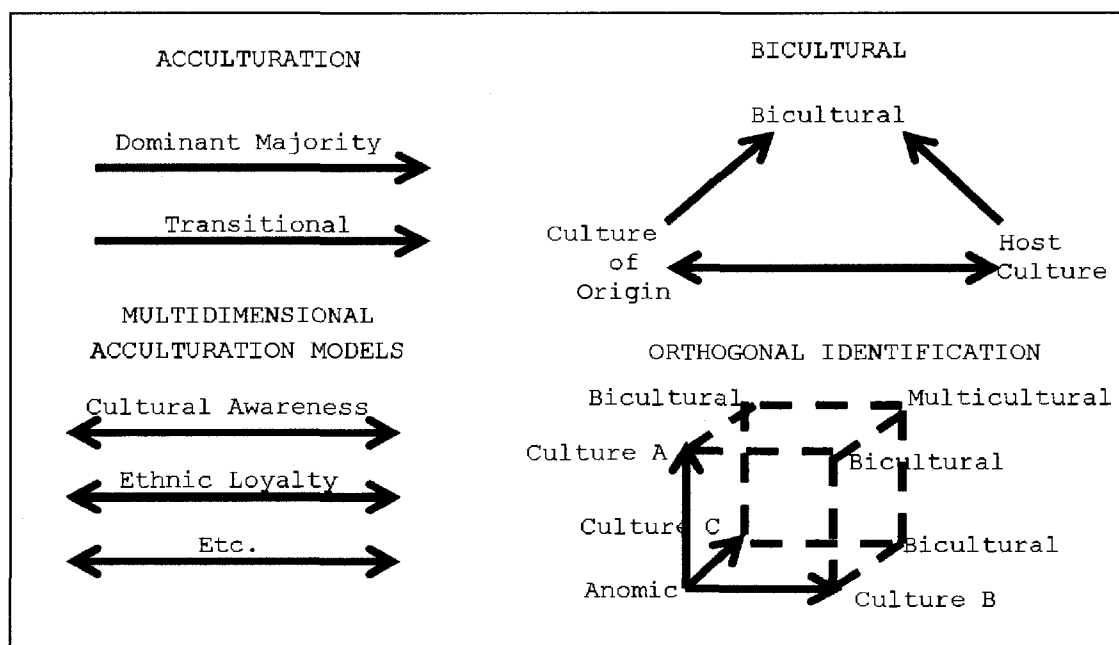 ACCULTURATION
Dominant Majority
Transitional
MULTIDIMENSIONAL
ACCULTURATION MODELS
Cultural Awareness
Ethnic Loyalty
Etc.
BICULTURAL
Bicultural
Culture
of
Origin
Host
Culture
ORTHOGONAL IDENTIFICATION
Bicultural
Multicultural
Culture A
Bicultural
Culture C
Bicultural
Anomic
Culture B